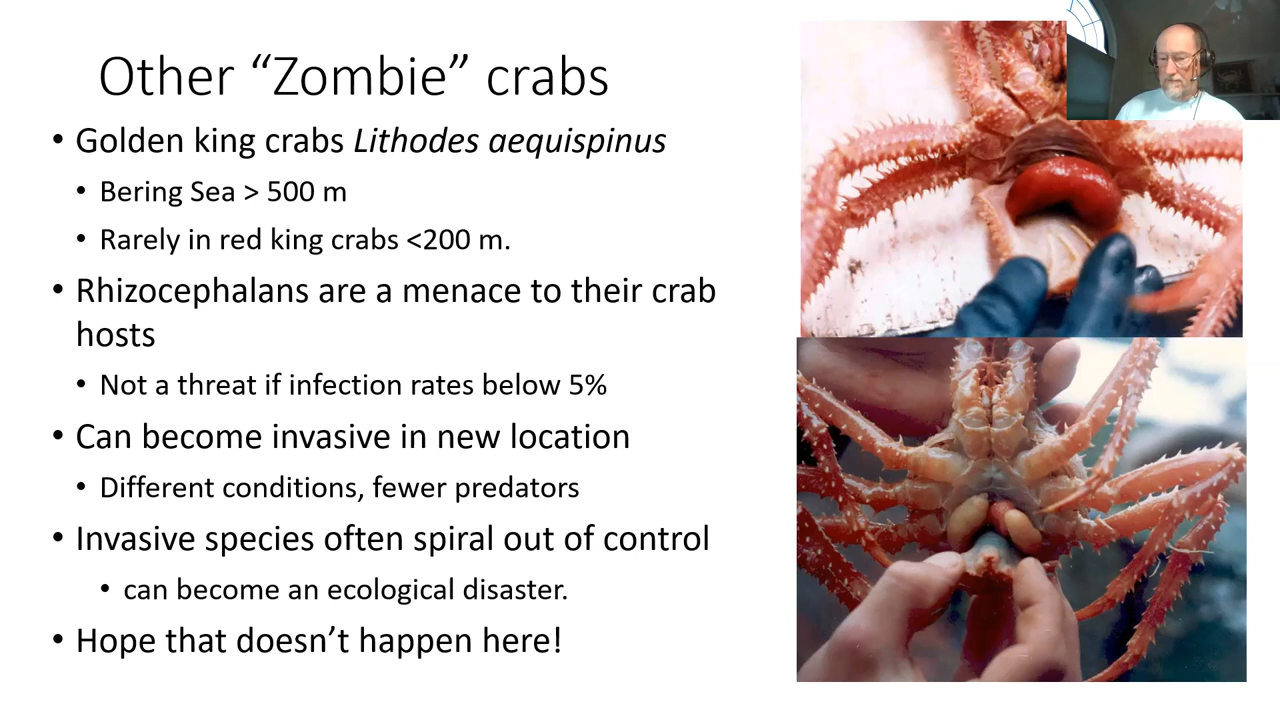 Other “Zombie” crabs
• Golden king crabs Lithodes aequispinus
• Bering Sea > 500 m
• Rarely in red king crabs <200 m.
• Rhizocephalans are a menace to their crab
hosts
• Not a threat if infection rates below 5%
• Can become invasive in new location
• Different conditions, fewer predators
• Invasive species often spiral out of control
• can become an ecological disaster.
• Hope that doesn’t happen here!